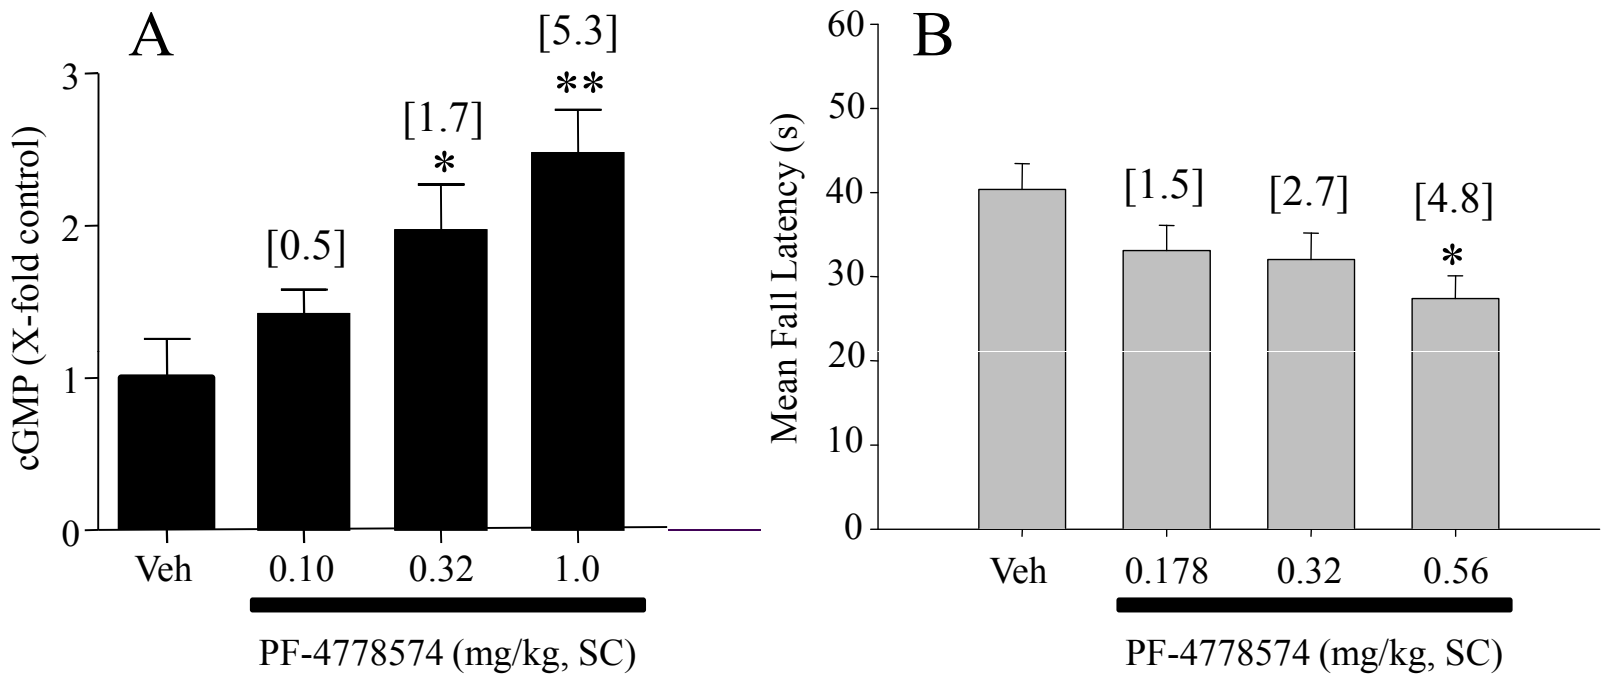 A
[5.3]
**
[1.7]
*
[0.5]
3
2
1
0
cGMP (X-fold control)
Veh 0.10 0.32 1.0
PF-4778574 (mg/kg, SC)
B
60
50
40
30
20
10
0
Mean Fall Latency (s)
[1.5] [2.7] [4.8]
*
Veh 0.178 0.32 0.56
PF-4778574 (mg/kg, SC)